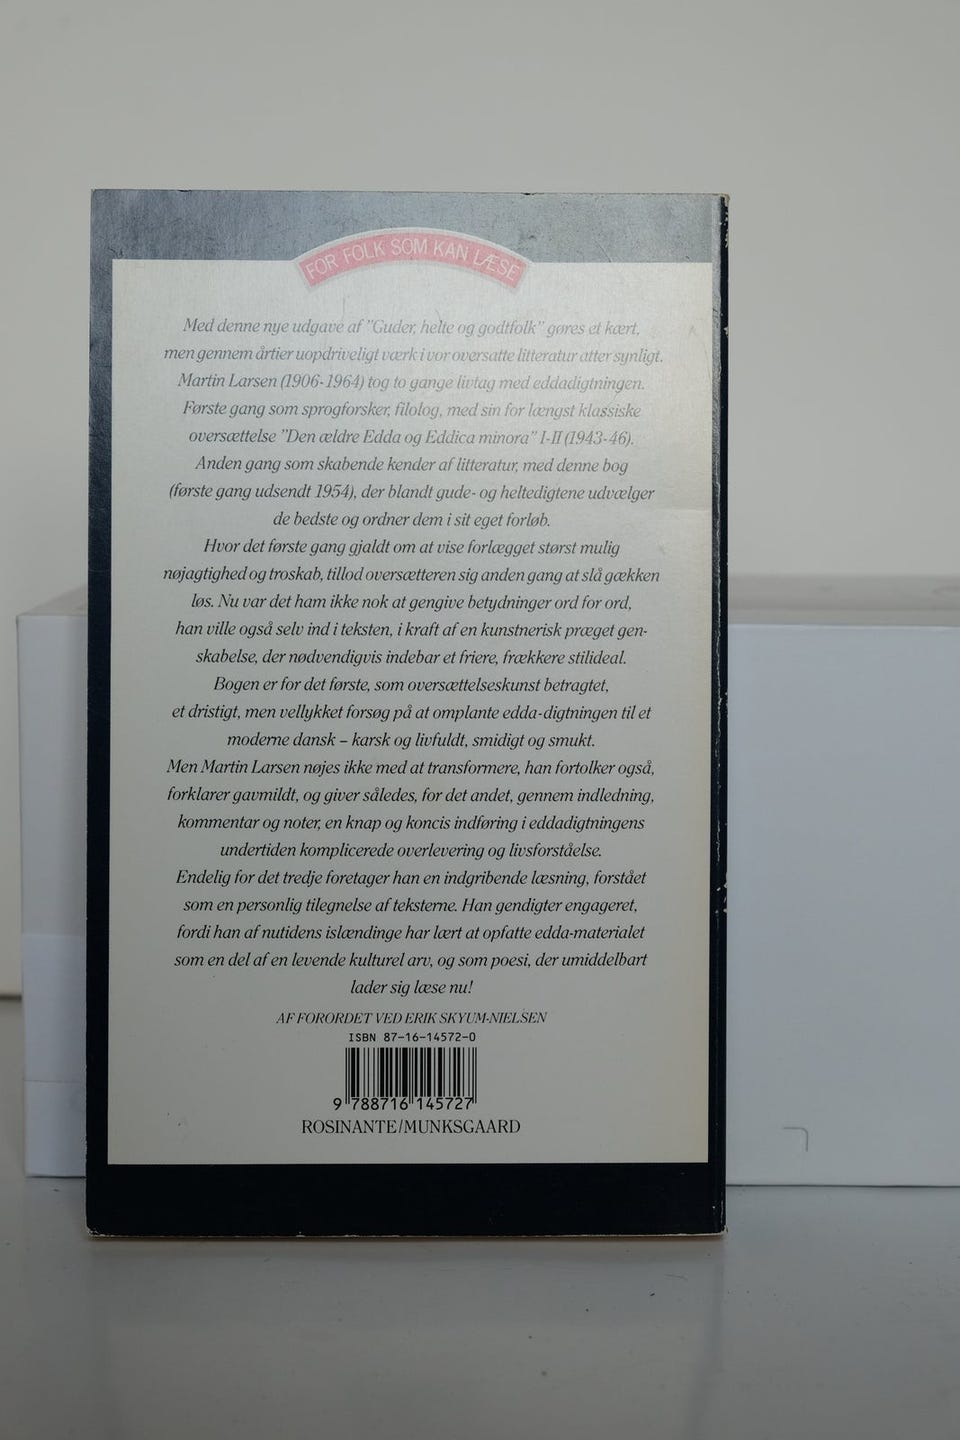 FOR FOLK SOM KAN LÆSE
Med denne nye udgave af "Guder, helte og godtfolk" gøres et kært,
men gennem årtier uopdriveligt værk i vor oversatte litteratur atter synligt.
Martin Larsen (1906-1964) tog to gange livtag med eddadigtningen.
Første gang som sprogforsker, filolog, med sin for længst klassiske
oversættelse "Den ældre Edda og Eddica minora" I-II (1943-46).
Anden gang som skabende kender af litteratur, med denne bog
(første gang udsendt 1954), der blandt gude- og heltedigtene udvælger
de bedste og ordner dem i sit eget forløb.
Hvor det første gang gjaldt om at vise forlægget størst mulig
nøjagtighed og troskab, tillod oversætteren sig anden gang at slå gækken
løs. Nu var det ham ikke nok at gengive betydninger ord for ord,
han ville også selv ind i teksten, i kraft af en kunstnerisk præget gen-
skabelse, der nødvendigvis indebar et friere, frækkere stilideal.
Bogen er for det første, som oversættelseskunst betragtet,
et dristigt, men vellykket forsøg på at omplante edda-digtningen til et
moderne dansk – karsk og livfuldt, smidigt og smukt.
Men Martin Larsen nøjes ikke med at transformere, han fortolker også,
forklarer gavmildt, og giver således, for det andet, gennem indledning,
kommentar og noter, en knap og koncis indføring i eddadigtningens
undertiden komplicerede overlevering og livsforståelse.
Endelig for det tredje foretager han en indgribende læsning, forstået
som en personlig tilegnelse af teksterne. Han gendigter engageret,
fordi han af nutidens islændinge har lært at opfatte edda-materialet
som en del af en levende kulturel arv, og som poesi, der umiddelbart
lader sig læse nu!
AF FORORDET VED ERIK SKYUM-NIELSEN
ISBN 87-16-14572-0
9 788716 145727
ROSINANTE/MUNKSGAARD